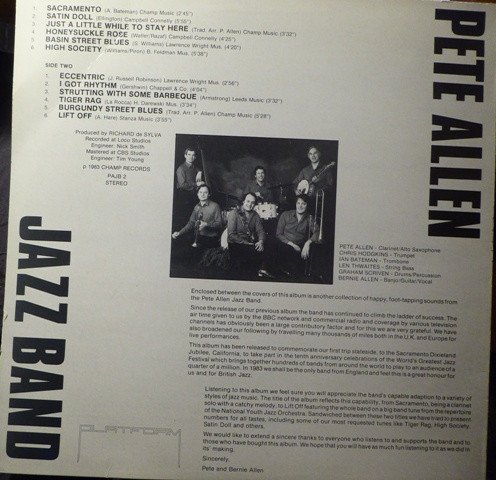 1. SACRAMENTO (A. Bateman) Champ Music (2'45")
2. SATIN DOLL (Ellington) Campbell Connelly (5'55")
3. JUST A LITTLE WHILE TO STAY HERE (Trad. Arr. P. Allen) Champ Music (3'32")
4. HONEYSUCKLE ROSE (Waller/Razaf) Campbell Connelly (4'25")
5. BASIN STREET BLUES (S. Williams) Lawrence Wright Mus. (4'20")
6. HIGH SOCIETY (Williams/Piron) B. Feldman Mus. (5'38")
SIDE TWO
1. ECCENTRIC (J. Russell Robinson) Lawrence Wright Mus. (2'56")
2. I GOT RHYTHM (Gershwin) Chappell & Co. (4'04")
3. STRUTTING WITH SOME BARBEQUE (Armstrong) Leeds Music (2'32")
4. TIGER RAG (La Rocca) H. Darewski Mus. (3'34")
5. BURGUNDY STREET BLUES (Trad. Arr. P. Allen) Champ Music (5'28")
6. LIFT OFF (A. Hare) Stanza Music (3'55")
Produced by RICHARD de SYLVA
Recorded at Loco Studios
Engineer: Nick Smith
Mastered at CBS Studios
Engineer: Tim Young
℗ 1983 CHAMP RECORDS
PAJB 2
STEREO
PETE ALLEN
JAZZ BAND
PETE ALLEN - Clarinet/Alto Saxophone
CHRIS HODGKINS - Trumpet
IAN BATEMAN - Trombone
LEN THWAITES - String Bass
GRAHAM SCRIVEN - Drums/Percussion
BERNIE ALLEN - Banjo/Guitar/Vocal
Enclosed between the covers of this album is another collection of happy, foot-tapping sounds from
the Pete Allen Jazz Band.
Since the release of our previous album the band has continued to climb the ladder of success. The
air time given to us by the BBC network and commercial radio and coverage by various television
channels has obviously been a large contributory factor and for this we are very grateful. We have
also broadened our following by travelling many thousands of miles both in the U.K. and Europe for
live performances.
This album has been released to commemorate our first trip stateside, to the Sacramento Dixieland
Jubilee, California, to take part in the tenth anniversary celebrations of the World's Greatest Jazz
Festival which brings together hundreds of bands from around the world to play to an audience of a
quarter of a million. In 1983 we shall be the only band from England and feel this is a great honour for
us and for British Jazz.
Listening to this album we feel sure you will appreciate the band's capable adaption to a variety of
styles of jazz music. The title of the album reflects this capability, from Sacramento, being a clarinet
solo with a catchy melody, to Lift Off featuring the whole band on a big band tune from the repertoire
of the National Youth Jazz Orchestra. Sandwiched between these two titles we have tried to present
numbers for all tastes, including some of our most requested tunes like Tiger Rag, High Society,
Satin Doll and others.
We would like to extend a sincere thanks to everyone who listens to and supports the band and to
those who have bought this album. We hope that you will have as much fun listening to it as we did in
its' making.
Sincerely,
Pete and Bernie Allen
PLATFORM